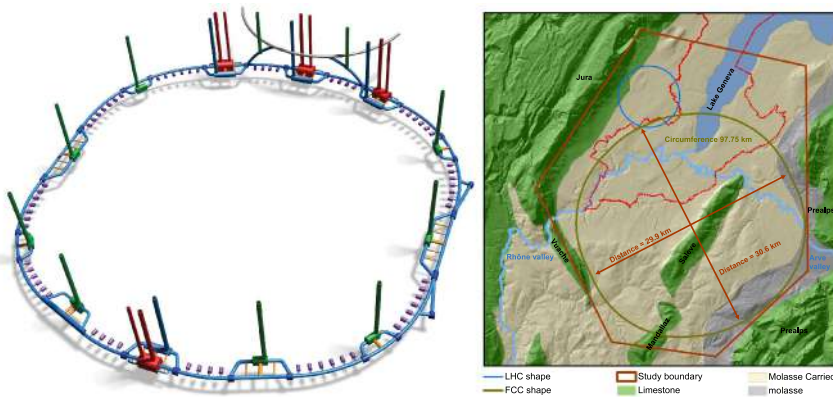 Jura
Lake Geneva
Circumference 97.75 km
Prealps
Distance = 29.9 km
Salève
Distance = 30.6 km
Arve
valley
Vuache
Rhône valley
Mandallaz
Prealps
LHC shape
Study boundary
Molasse Carried
FCC shape
Limestone
molasse